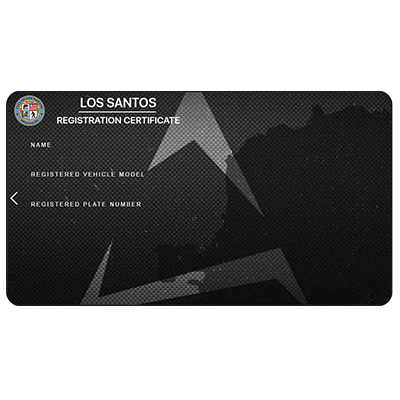 LOS SANTOS
REGISTRATION CERTIFICATE
NAME
REGISTERED VEHICLE MODEL
REGISTERED PLATE NUMBER